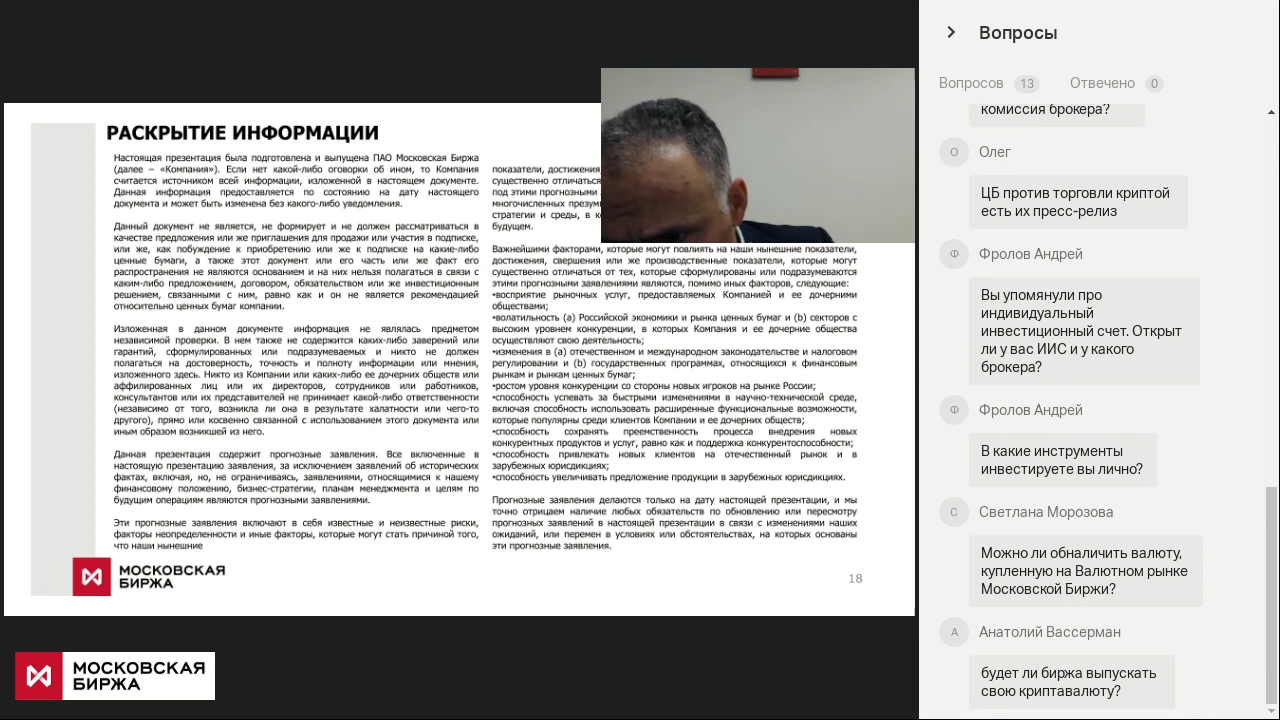 РАСКРЫТИЕ ИНФОРМАЦИИ
Настоящая презентация была подготовлена и выпущена ПАО Московская Биржа
(далее – «Компания»). Если нет какой-либо оговорки об ином, то Компания
считается источником всей информации, изложенной в настоящем документе.
Данная информация предоставляется по состоянию на дату настоящего
документа и может быть изменена без какого-либо уведомления.
Данный документ не является, не формирует и не должен рассматриваться в
качестве предложения или же приглашения для продажи или участия в подписке,
или же, как побуждение к приобретению или же к подписке на какие-либо
ценные бумаги, а также этот документ или его часть или же факт его
распространения не являются основанием и на них нельзя полагаться в связи с
каким-либо предложением, договором, обязательством или же инвестиционным
решением, связанными с ним, равно как и он не является рекомендацией
относительно ценных бумаг компании.
Изложенная в данном документе информация не являлась предметом
независимой проверки. В нем также не содержится каких-либо заверений или
гарантий, сформулированных или подразумеваемых и никто не должен
полагаться на достоверность, точность и полноту информации или мнения,
изложенного здесь. Никто из Компании или каких-либо ее дочерних обществ или
аффилированных лиц или их директоров, сотрудников или работников,
консультантов или их представителей не принимает какой-либо ответственности
(независимо от того, возникла ли она в результате халатности или чего-то
другого), прямо или косвенно связанной с использованием этого документа или
иным образом возникшей из него.
Данная презентация содержит прогнозные заявления. Все включенные в
настоящую презентацию заявления, за исключением заявлений об исторических
фактах, включая, но, не ограничиваясь, заявлениями, относящимися к нашему
финансовому положению, бизнес-стратегии, планам менеджмента и целям по
будущим операциям являются прогнозными заявлениями.
Эти прогнозные заявления включают в себя известные и неизвестные риски,
факторы неопределенности и иные факторы, которые могут стать причиной того,
что наши нынешние
показатели, достижения,
существенно отличаться
под этими прогнозными
многочисленных презум
стратегии и среды, в к
будущем.
Важнейшими факторами, которые могут повлиять на наши нынешние показатели,
достижения, свершения или же производственные показатели, которые могут
существенно отличаться от тех, которые сформулированы или подразумеваются
этими прогнозными заявлениями являются, помимо иных факторов, следующие:
•восприятие рыночных услуг, предоставляемых Компанией и ее дочерними
обществами;
•волатильность (a) Российской экономики и рынка ценных бумаг и (b) секторов с
высоким уровнем конкуренции, в которых Компания и ее дочерние общества
осуществляют свою деятельность;
•изменения в (a) отечественном и международном законодательстве и налоговом
регулировании и (b) государственных программах, относящихся к финансовым
рынкам и рынкам ценных бумаг;
•ростом уровня конкуренции со стороны новых игроков на рынке России;
•способность успевать за быстрыми изменениями в научно-технической среде,
включая способность использовать расширенные функциональные возможности,
которые популярны среди клиентов Компании и ее дочерних обществ;
•способность сохранять преемственность процесса внедрения новых
конкурентных продуктов и услуг, равно как и поддержка конкурентоспособности;
•способность привлекать новых клиентов на отечественный рынок и в
зарубежных юрисдикциях;
•способность увеличивать предложение продукции в зарубежных юрисдикциях.
Прогнозные заявления делаются только на дату настоящей презентации, и мы
точно отрицаем наличие любых обязательств по обновлению или пересмотру
прогнозных заявлений в настоящей презентации в связи с изменениями наших
ожиданий, или перемен в условиях или обстоятельствах, на которых основаны
эти прогнозные заявления.
МОСКОВСКАЯ
БИРЖА
18
МОСКОВСКАЯ
БИРЖА
Вопросы
Вопросов 13 Отвечено 0
комиссия брокера?
О Олег
ЦБ против торговли криптой
есть их пресс-релиз
Ф Фролов Андрей
Вы упомянули про
индивидуальный
инвестиционный счет. Открыт
ли у вас ИИС и у какого
брокера?
Ф Фролов Андрей
В какие инструменты
инвестируете вы лично?
С Светлана Морозова
Можно ли обналичить валюту,
купленную на Валютном рынке
Московской Биржи?
А Анатолий Вассерман
будет ли биржа выпускать
свою криптавалюту?